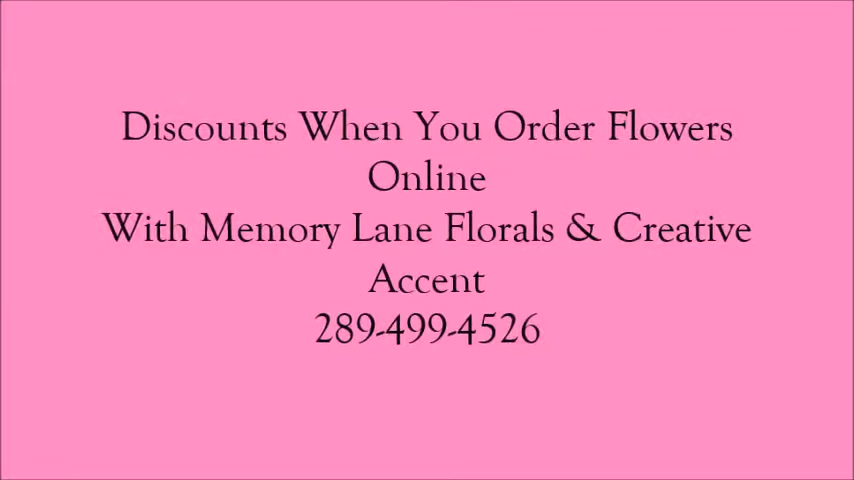 Discounts When You Order Flowers
Online
With Memory Lane Florals & Creative
Accent
289-499-4526